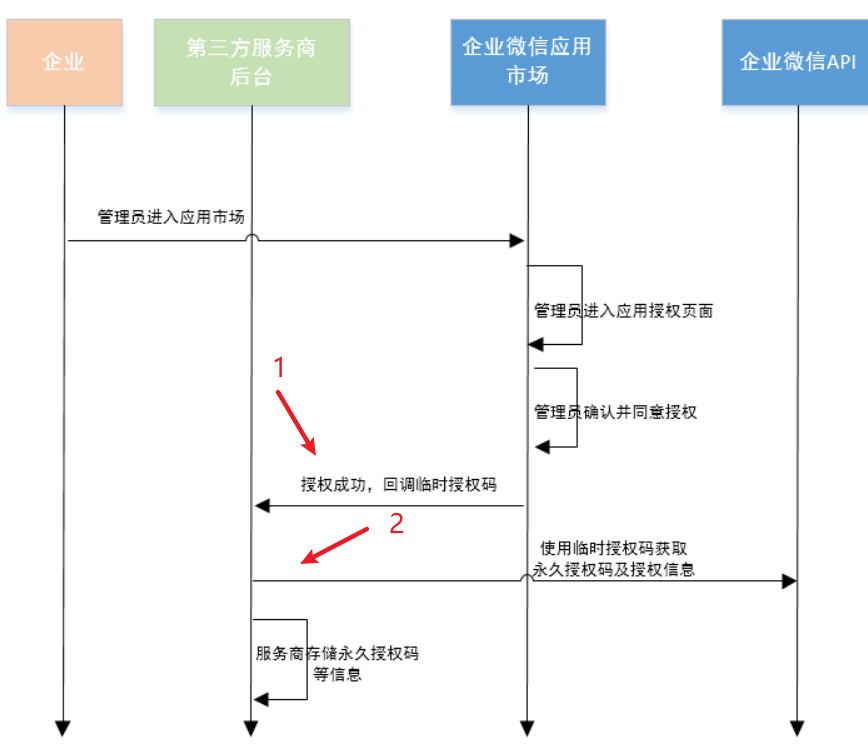 企业
第三方服务商
后台
企业微信应用
市场
企业微信API
管理员进入应用市场
管理员进入应用授权页面
1
管理员确认并同意授权
授权成功，回调临时授权码
2
使用临时授权码获取
永久授权码及授权信息
服务商存储永久授权码
等信息